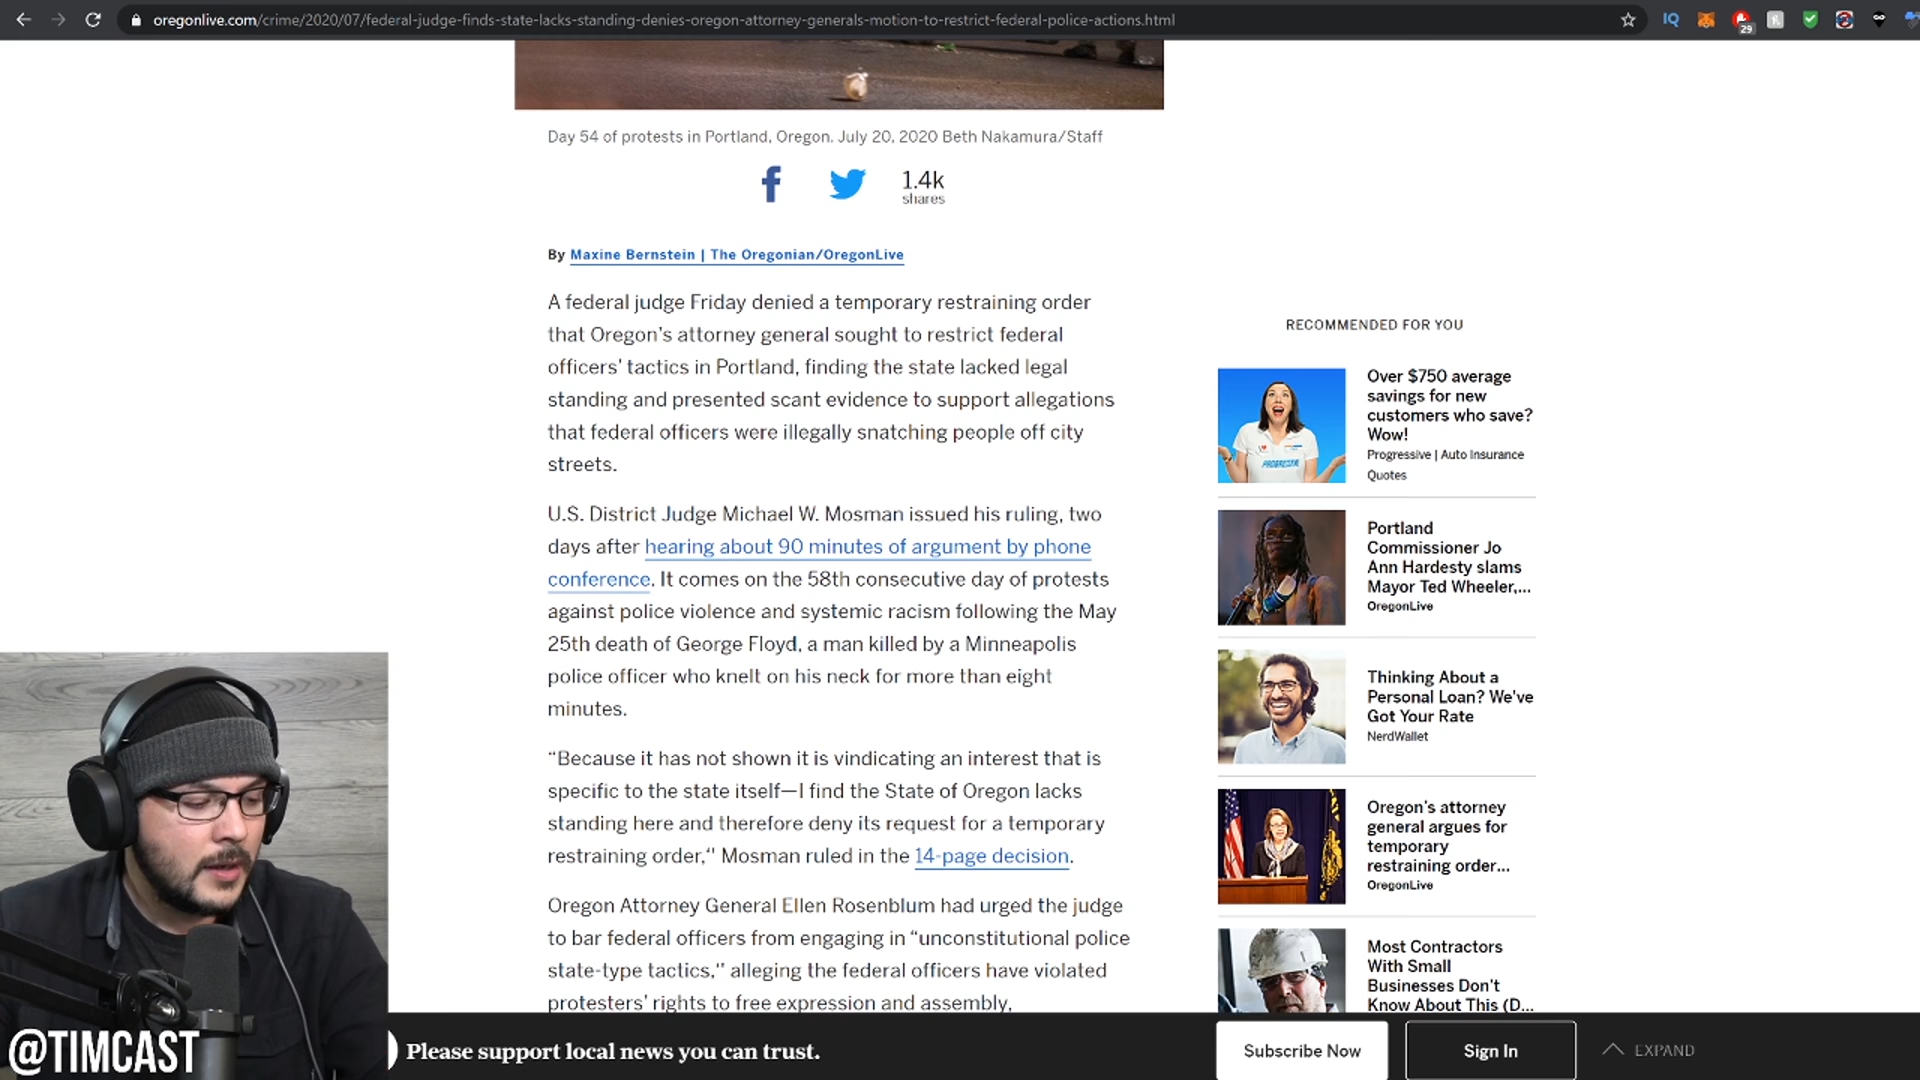 oregonlive.com/crime/2020/07/federal-judge-finds-state-lacks-standing-denies-oregon-attorney-generals-motion-to-restrict-federal-police-actions.html
IQ
29
Day 54 of protests in Portland, Oregon. July 20, 2020 Beth Nakamura/Staff
1.4k
shares
By Maxine Bernstein | The Oregonian/OregonLive
A federal judge Friday denied a temporary restraining order
that Oregon's attorney general sought to restrict federal
officers' tactics in Portland, finding the state lacked legal
standing and presented scant evidence to support allegations
that federal officers were illegally snatching people off city
streets.
U.S. District Judge Michael W. Mosman issued his ruling, two
days after hearing about 90 minutes of argument by phone
conference. It comes on the 58th consecutive day of protests
against police violence and systemic racism following the May
25th death of George Floyd, a man killed by a Minneapolis
police officer who knelt on his neck for more than eight
minutes.
“Because it has not shown it is vindicating an interest that is
specific to the state itself—I find the State of Oregon lacks
standing here and therefore deny its request for a temporary
restraining order,“ Mosman ruled in the 14-page decision.
Oregon Attorney General Ellen Rosenblum had urged the judge
to bar federal officers from engaging in “unconstitutional police
state-type tactics,“ alleging the federal officers have violated
protesters' rights to free expression and assembly,
RECOMMENDED FOR YOU
PROGRESSIVE
Over $750 average
savings for new
customers who save?
Wow!
Progressive | Auto Insurance
Quotes
Portland
Commissioner Jo
Ann Hardesty slams
Mayor Ted Wheeler,...
OregonLive
Thinking About a
Personal Loan? We've
Got Your Rate
NerdWallet
Oregon's attorney
general argues for
temporary
restraining order...
OregonLive
Most Contractors
With Small
Businesses Don't
Know About This (D...
@TIMCAST
Please support local news you can trust.
Subscribe Now
Sign In
EXPAND